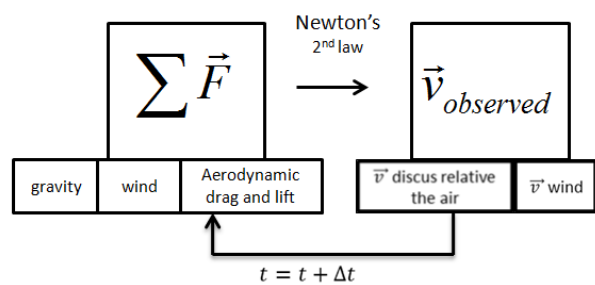 Newton's
2nd law
∑ F⃗
v⃗ observed
gravity
wind
Aerodynamic
drag and lift
v⃗ discus relative
the air
v⃗ wind
t = t + Δt